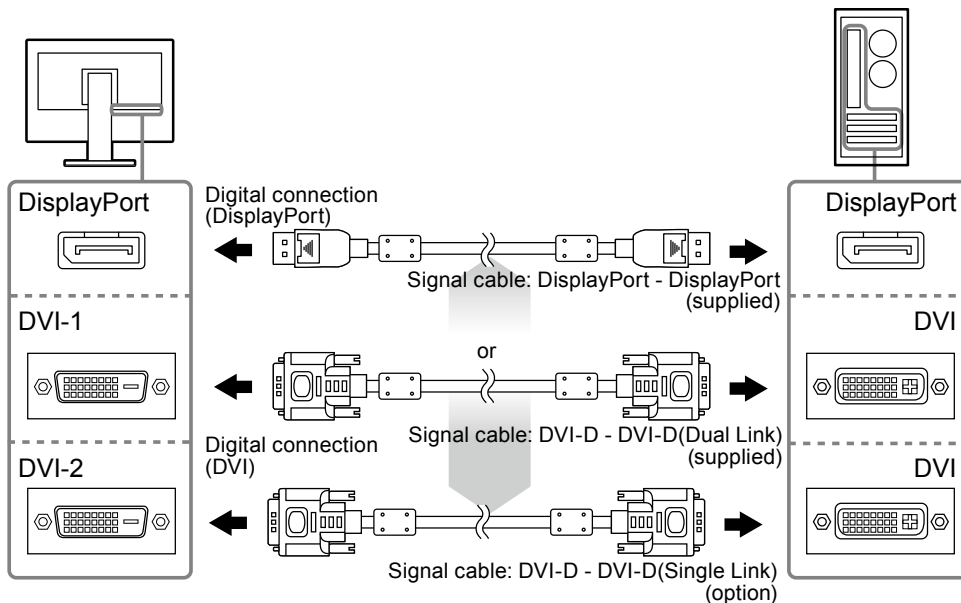 DisplayPort
Digital connection
(DisplayPort)
DisplayPort
Signal cable: DisplayPort - DisplayPort
(supplied)
DVI-1
or
DVI
Signal cable: DVI-D - DVI-D(Dual Link)
(supplied)
Digital connection
(DVI)
DVI-2
DVI
Signal cable: DVI-D - DVI-D(Single Link)
(option)